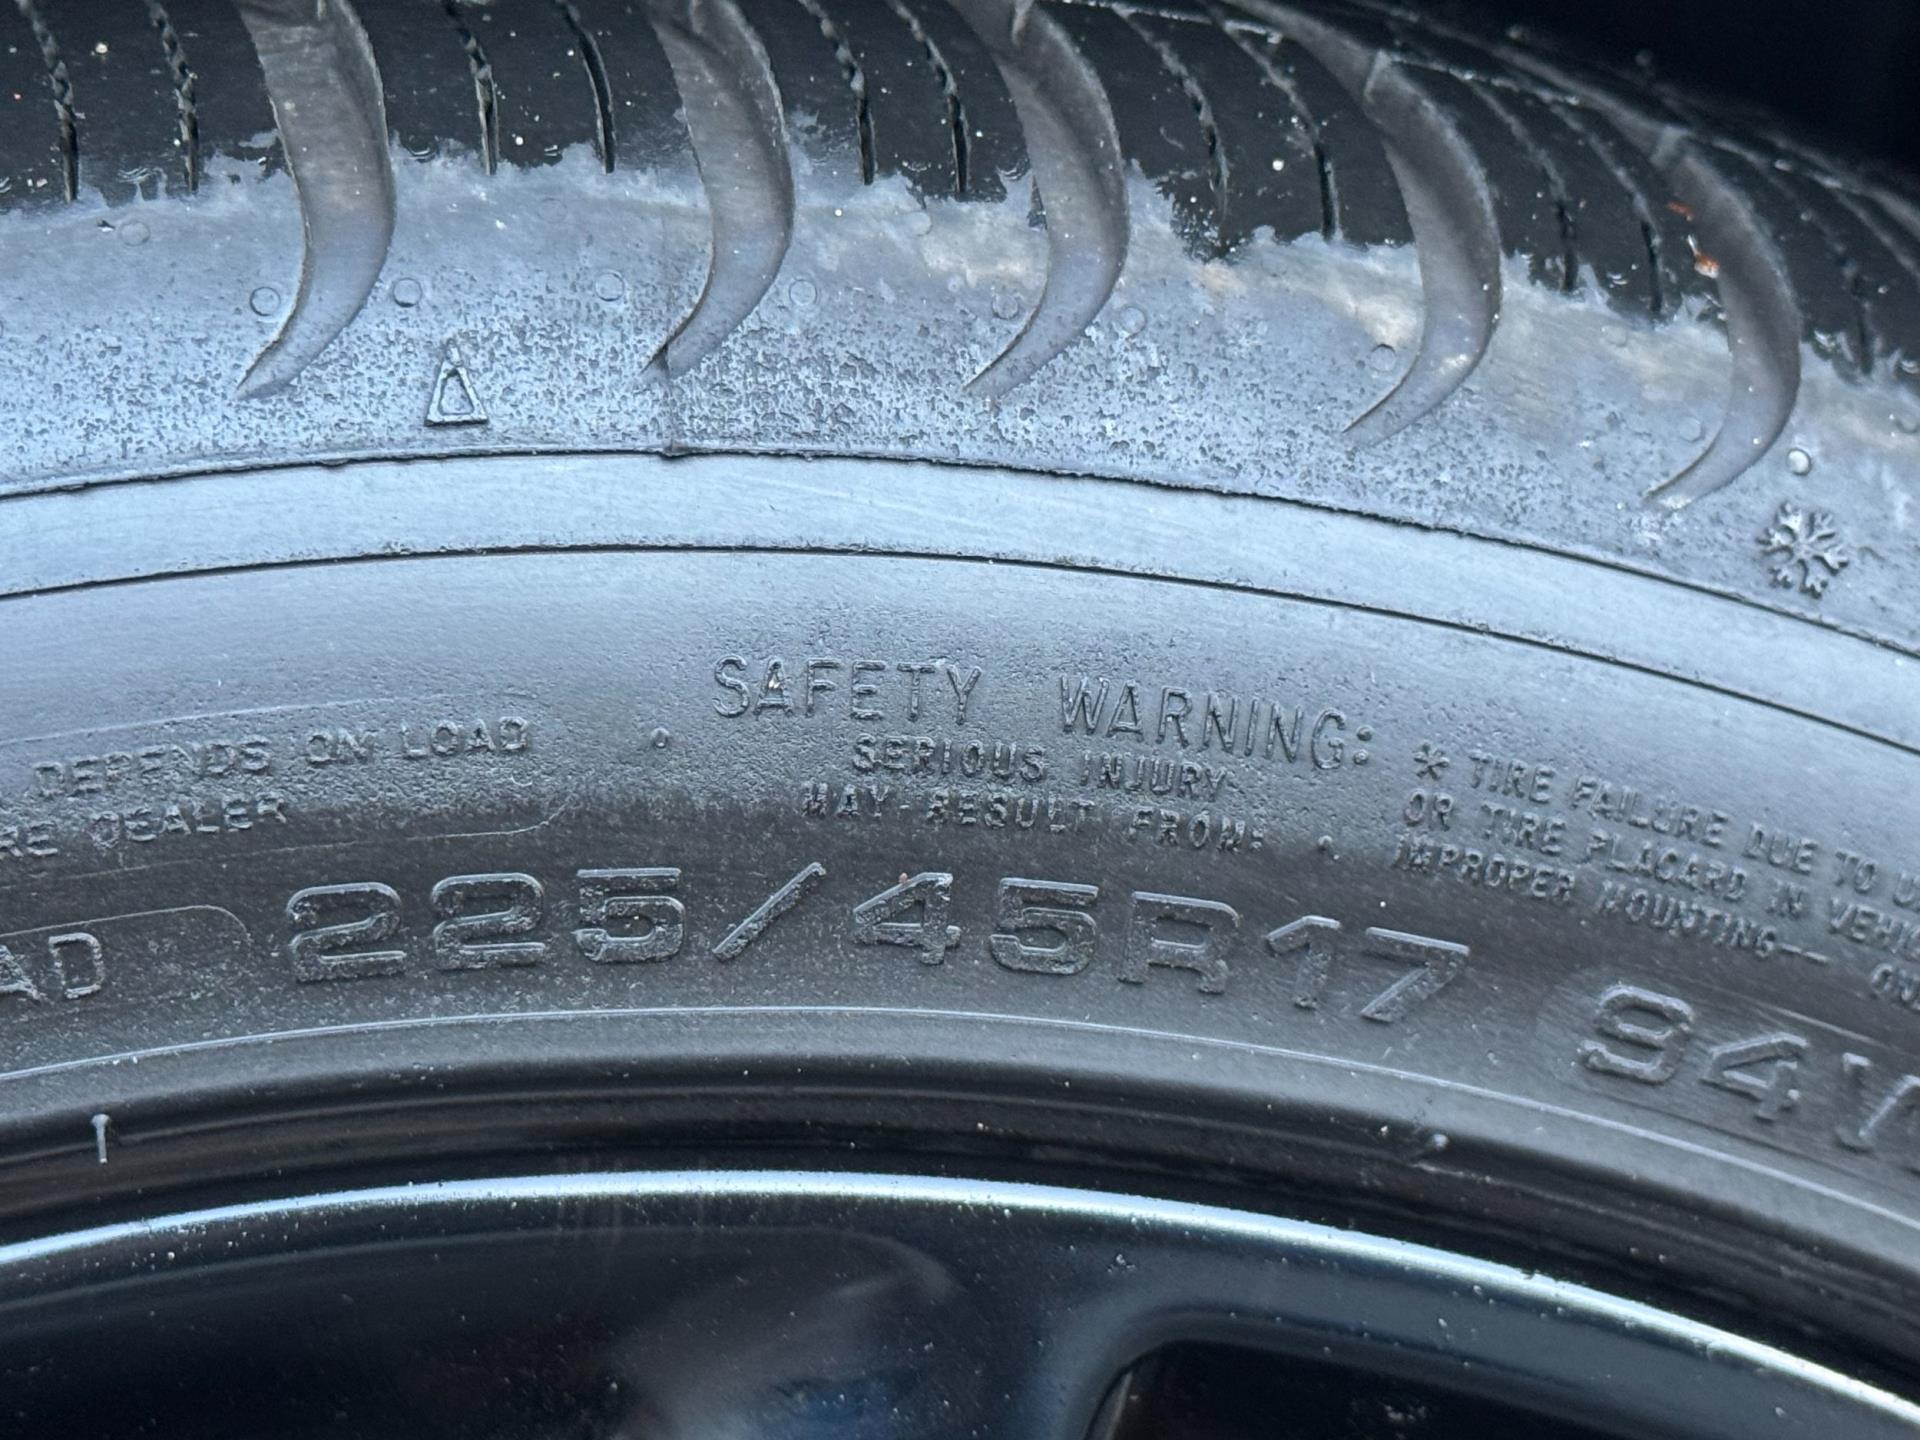 DEPENDS ON LOAD
RE DEALER
AD
SAFETY WARNING:
SERIOUS INJURY
MAY RESULT FROM:
* TIRE FAILURE DUE TO U
OR TIRE PLACARD IN VEHIC
IMPROPER MOUNTING—
225/45R17 94